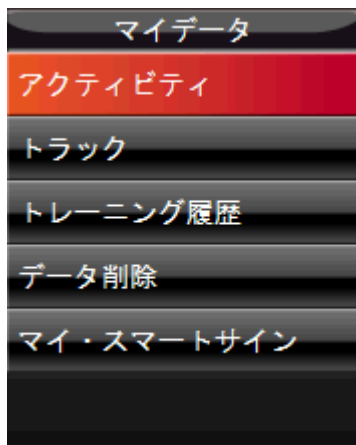 マイデータ
アクティビティ
トラック
トレーニング履歴
データ削除
マイ・スマートサイン